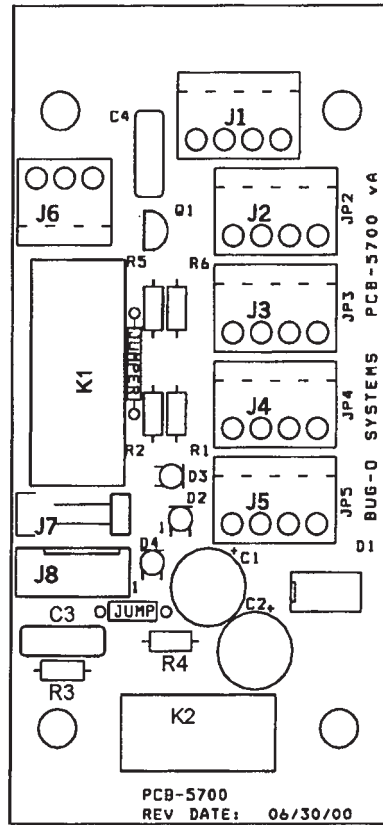 C4
J1
J6
Q1
J2
JP2
R5
R6
J3
JP3
K1
JUMPER
J4
JP4
R2
R1
D3
J5
JP5
D2
J7
1
D4
D1
+
C1
J8
1
C2+
JUMP
C3
R4
R3
K2
BUG-O SYSTEMS PCB-5700 vA
PCB-5700
REV DATE: 06/30/00